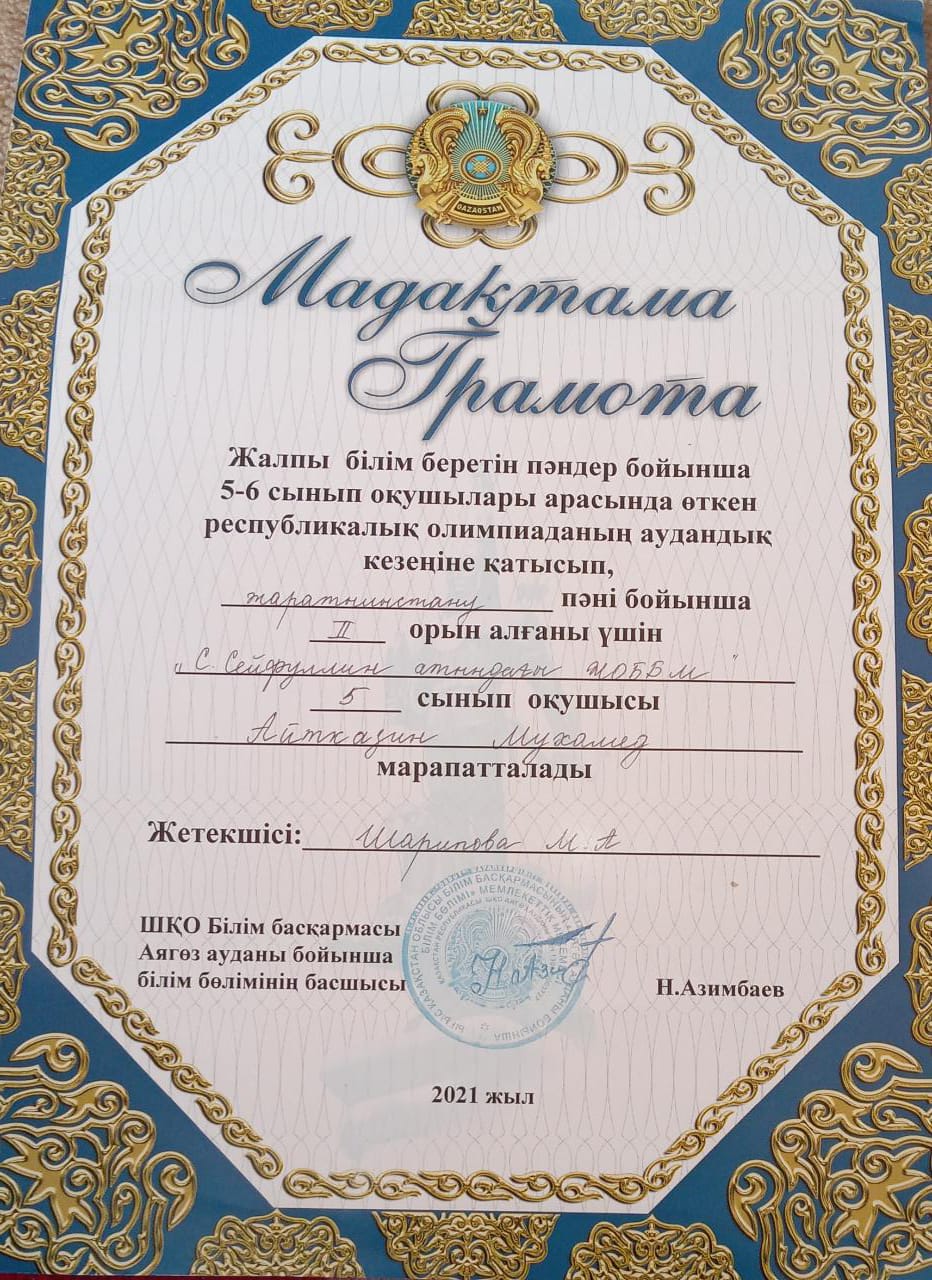 QAZAQSTAN
Мадақтама
Грамота
Жалпы білім беретін пәндер бойынша
5-6 сынып оқушылары арасында өткен
республикалық олимпиаданың аудандық
кезеңіне қатысып,
жаратылыстану пәні бойынша
II орын алғаны үшін
"С. Сейфуллин атындағы ЖОББМ"
5 сынып оқушысы
Айтказин Мухамед
марапатталады
Жетекшісі: Шарипова М.А
ШҚО Білім басқармасы
Аягөз ауданы бойынша
білім бөлімінің басшысы
Н.Азимбаев
2021 жыл